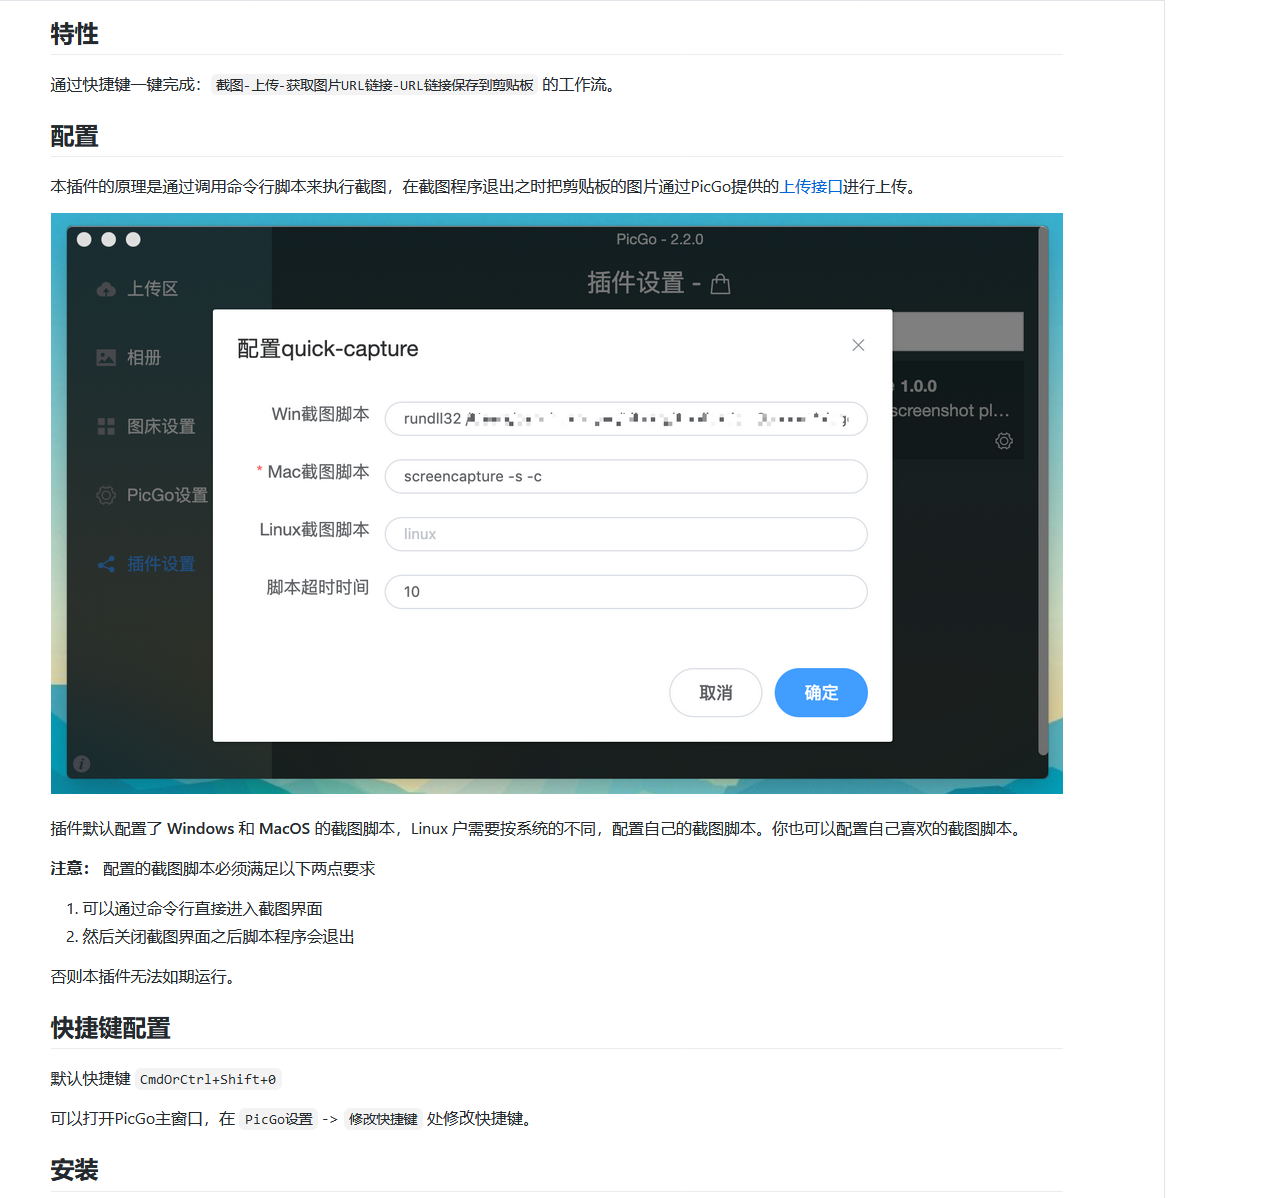 特性
通过快捷键一键完成： 截图-上传-获取图片URL链接-URL链接保存到剪贴板 的工作流。
配置
本插件的原理是通过调用命令行脚本来执行截图，在截图程序退出之时把剪贴板的图片通过PicGo提供的上传接口进行上传。
PicGo - 2.2.0
插件设置 -
上传区
相册
图床设置
PicGo设置
插件设置
1.0.0
screenshot pl...
配置quick-capture
Win截图脚本 rundll32
* Mac截图脚本 screencapture -s -c
Linux截图脚本 linux
脚本超时时间 10
取消 确定
插件默认配置了 Windows 和 MacOS 的截图脚本，Linux 户需要按系统的不同，配置自己的截图脚本。你也可以配置自己喜欢的截图脚本。
注意： 配置的截图脚本必须满足以下两点要求
1. 可以通过命令行直接进入截图界面
2. 然后关闭截图界面之后脚本程序会退出
否则本插件无法如期运行。
快捷键配置
默认快捷键 CmdOrCtrl+Shift+0
可以打开PicGo主窗口，在 PicGo设置 -> 修改快捷键 处修改快捷键。
安装